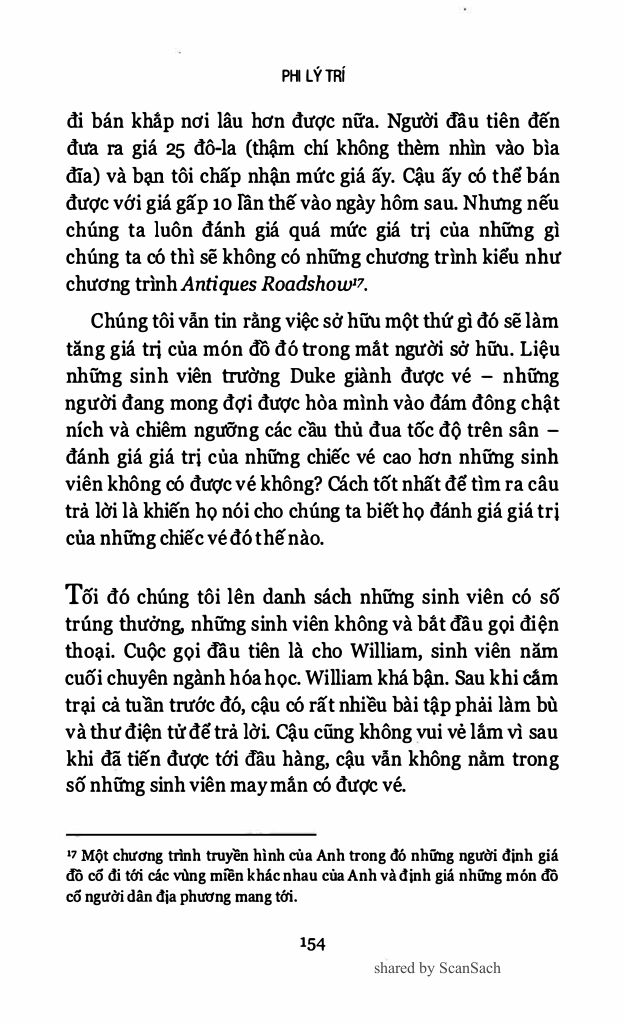 PHI LÝ TRÍ
đi bán khắp nơi lâu hơn được nữa. Người đầu tiên đến
đưa ra giá 25 đô-la (thậm chí không thèm nhìn vào bìa
đĩa) và bạn tôi chấp nhận mức giá ấy. Cậu ấy có thể bán
được với giá gấp 10 lần thế vào ngày hôm sau. Nhưng nếu
chúng ta luôn đánh giá quá mức giá trị của những gì
chúng ta có thì sẽ không có những chương trình kiểu như
chương trình Antiques Roadshow¹⁷.
Chúng tôi vẫn tin rằng việc sở hữu một thứ gì đó sẽ làm
tăng giá trị của món đồ đó trong mắt người sở hữu. Liệu
những sinh viên trường Duke giành được vé – những
người đang mong đợi được hòa mình vào đám đông chật
ních và chiêm ngưỡng các cầu thủ đua tốc độ trên sân –
đánh giá giá trị của những chiếc vé cao hơn những sinh
viên không có được vé không? Cách tốt nhất để tìm ra câu
trả lời là khiến họ nói cho chúng ta biết họ đánh giá giá trị
của những chiếc vé đó thế nào.
Tối đó chúng tôi lên danh sách những sinh viên có số
trúng thưởng, những sinh viên không và bắt đầu gọi điện
thoại. Cuộc gọi đầu tiên là cho William, sinh viên năm
cuối chuyên ngành hóa học. William khá bận. Sau khi cắm
trại cả tuần trước đó, cậu có rất nhiều bài tập phải làm bù
và thư điện tử để trả lời. Cậu cũng không vui vẻ lắm vì sau
khi đã tiến được tới đầu hàng, cậu vẫn không nằm trong
số những sinh viên may mắn có được vé.
¹⁷ Một chương trình truyền hình của Anh trong đó những người định giá
đồ cổ đi tới các vùng miền khác nhau của Anh và định giá những món đồ
cổ người dân địa phương mang tới.
154
shared by ScanSach